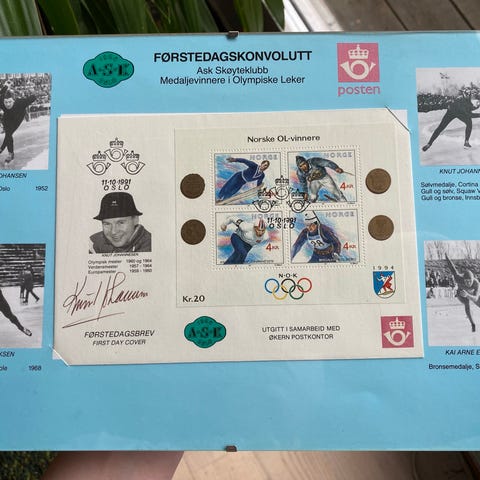 FØRSTEDAGSKONVOLUTT
Ask Skøyteklubb
Medaljevinnere i Olympiske Leker
A-S-K
posten
JOHANSEN
Oslo 1952
KNUT JOHANN
Sølvmedalje, Cortina
Gull og sølv, Squaw V
Gull og bronse, Innsb
11-10-1991
OSLO
KNUT JOHANNESEN
Olympisk mester 1960 og 1964
Verdensmester 1957 - 1964
Europamester 1959 - 1960
FØRSTEDAGSBREV
FIRST DAY COVER
Norske OL-vinnere
NORGE
NORGE
4 KR
4 KR
11-10-1991
OSLO
NORGE
NORGE
4 KR
4 KR
Kr.20
N·O·K
1994
A-S-K
UTGITT I SAMARBEID MED
ØKERN POSTKONTOR
KSEN
ole 1968
KAI ARNE E
Bronsemedalje, S